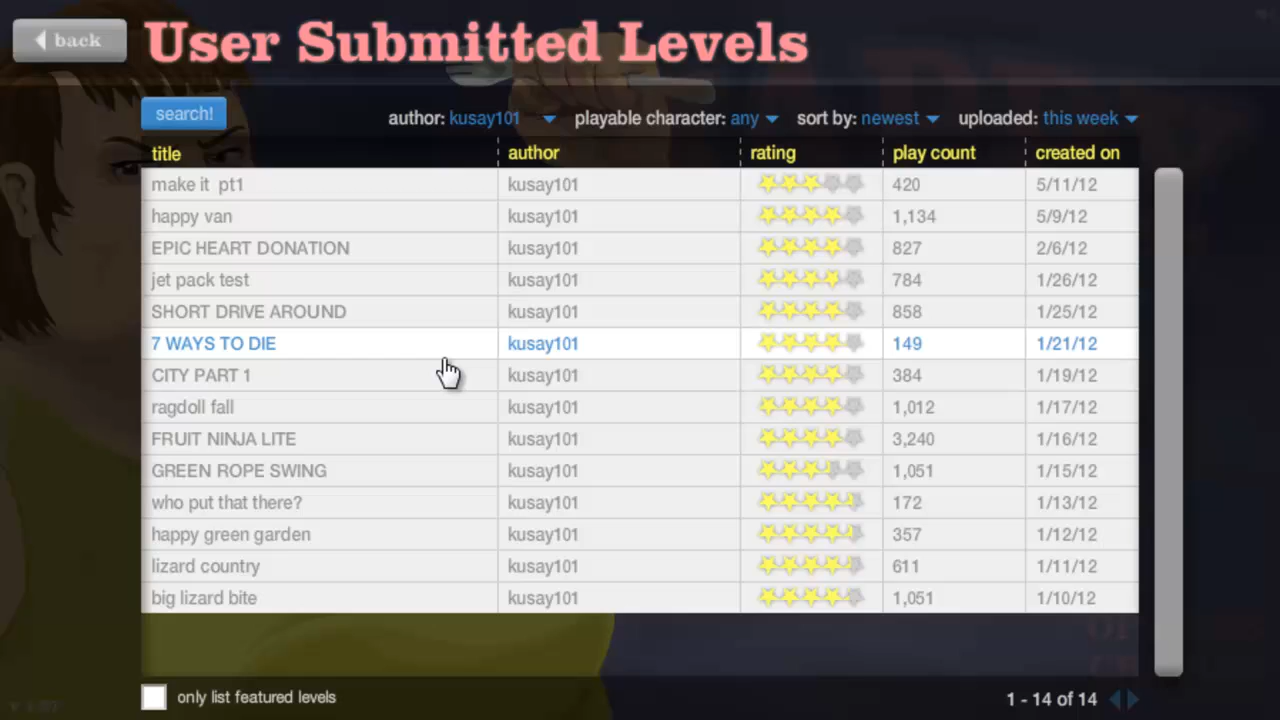 back
User Submitted Levels
search!
author: kusay101 playable character: any sort by: newest uploaded: this week
title author rating play count created on
make it pt1 kusay101 420 5/11/12
happy van kusay101 1,134 5/9/12
EPIC HEART DONATION kusay101 827 2/6/12
jet pack test kusay101 784 1/26/12
SHORT DRIVE AROUND kusay101 858 1/25/12
7 WAYS TO DIE kusay101 149 1/21/12
CITY PART 1 kusay101 384 1/19/12
ragdoll fall kusay101 1,012 1/17/12
FRUIT NINJA LITE kusay101 3,240 1/16/12
GREEN ROPE SWING kusay101 1,051 1/15/12
who put that there? kusay101 172 1/13/12
happy green garden kusay101 357 1/12/12
lizard country kusay101 611 1/11/12
big lizard bite kusay101 1,051 1/10/12
only list featured levels
1 - 14 of 14